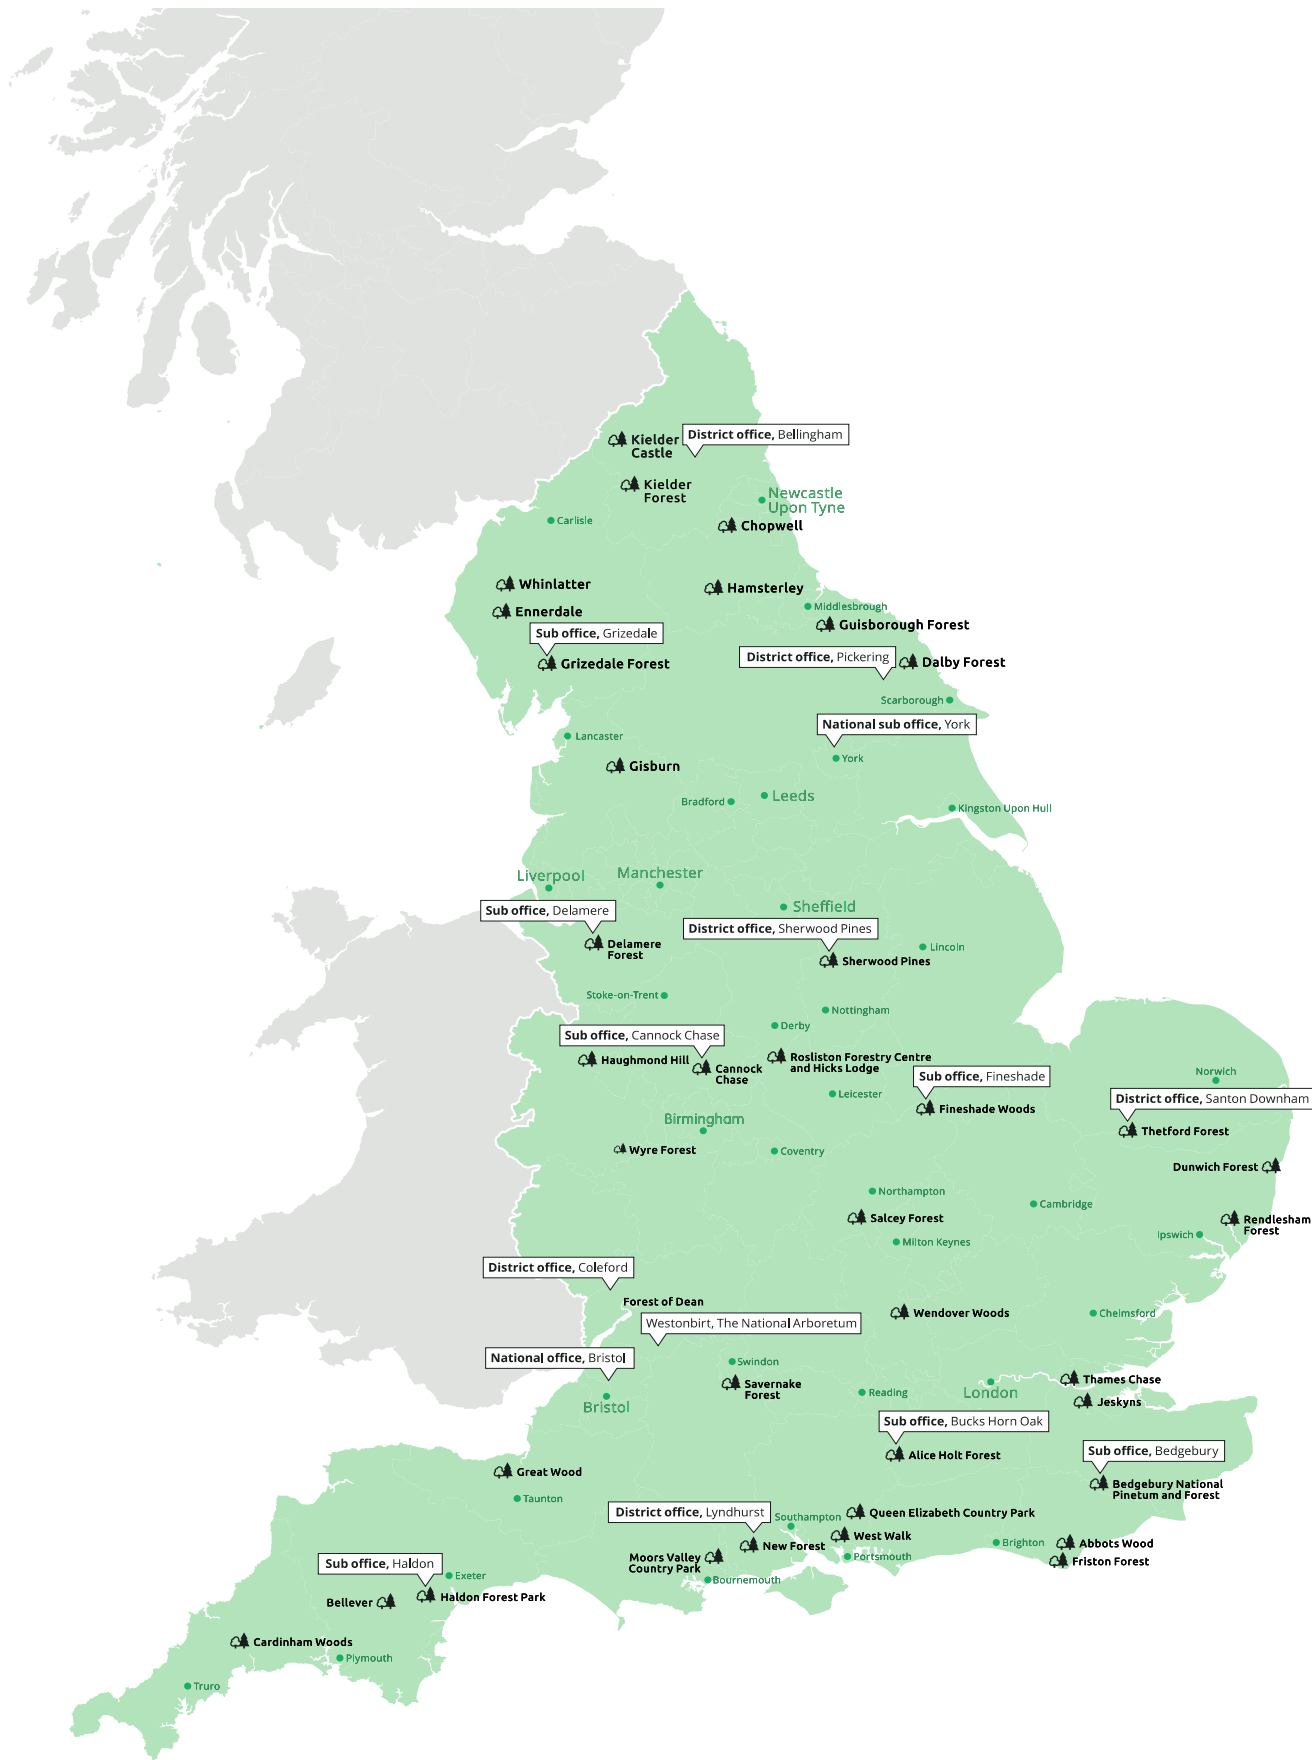 District office, Bellingham
Kielder
Castle
Kielder
Forest
Newcastle
Upon Tyne
Carlisle
Chopwell
Whinlatter
Hamsterley
Ennerdale
Middlesbrough
Guisborough Forest
Sub office, Grizedale
Grizedale Forest
District office, Pickering
Dalby Forest
Scarborough
National sub office, York
Lancaster
York
Gisburn
Bradford
Leeds
Kingston Upon Hull
Liverpool
Manchester
Sheffield
Sub office, Delamere
District office, Sherwood Pines
Delamere
Forest
Lincoln
Sherwood Pines
Stoke-on-Trent
Nottingham
Derby
Sub office, Cannock Chase
Haughmond Hill
Cannock
Chase
Rosliston Forestry Centre
and Hicks Lodge
Sub office, Fineshade
Norwich
Leicester
Fineshade Woods
District office, Santon Downham
Birmingham
Thetford Forest
Wyre Forest
Coventry
Dunwich Forest
Northampton
Cambridge
Salcey Forest
Rendlesham
Forest
Milton Keynes
Ipswich
District office, Coleford
Forest of Dean
Wendover Woods
Chelmsford
Westonbirt, The National Arboretum
National office, Bristol
Swindon
Savernake
Forest
Reading
London
Thames Chase
Bristol
Jeskyns
Sub office, Bucks Horn Oak
Alice Holt Forest
Sub office, Bedgebury
Great Wood
Bedgebury National
Pinetum and Forest
Taunton
District office, Lyndhurst
Southampton
Queen Elizabeth Country Park
West Walk
New Forest
Brighton
Abbots Wood
Moors Valley
Country Park
Portsmouth
Friston Forest
Sub office, Haldon
Exeter
Bournemouth
Bellever
Haldon Forest Park
Cardinham Woods
Plymouth
Truro